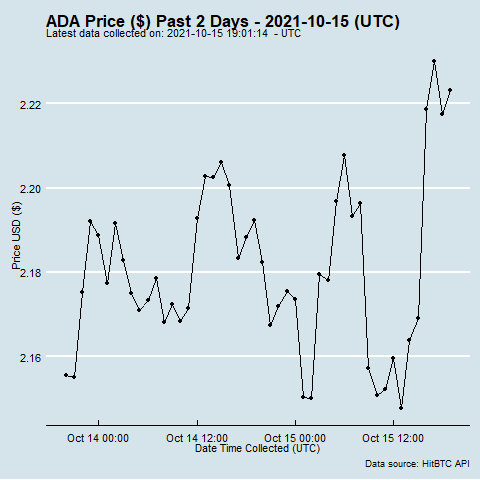 ADA Price ($) Past 2 Days - 2021-10-15 (UTC)
Latest data collected on: 2021-10-15 19:01:14  - UTC
Price USD ($)
2.22
2.20
2.18
2.16
Oct 14 00:00 Oct 14 12:00 Oct 15 00:00 Oct 15 12:00
Date Time Collected (UTC)
Data source: HitBTC API